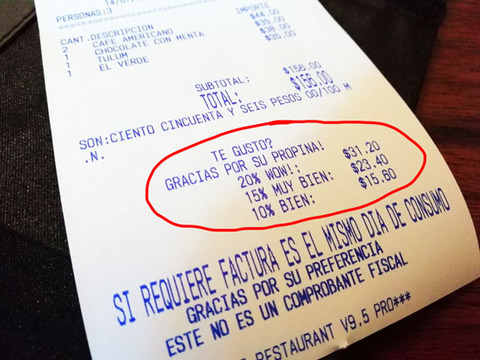 PERSONAS:3
CANT.DESCRIPCION IMPORTE
2 CAFE AMERICANO $44.00
1 CHOCOLATE CON MENTA $39.00
1 TULUM $38.00
1 EL VERDE $35.00
SUBTOTAL: $156.00
TOTAL: $156.00
SON:CIENTO CINCUENTA Y SEIS PESOS 00/100 M
.N.
TE GUSTO?
GRACIAS POR SU PROPINA!
20% WOW!: $31.20
15% MUY BIEN: $23.40
10% BIEN: $15.60
SI REQUIERE FACTURA ES EL MISMO DIA DE CONSUMO
GRACIAS POR SU PREFERENCIA
ESTE NO ES UN COMPROBANTE FISCAL
RESTAURANT V9.5 PRO***